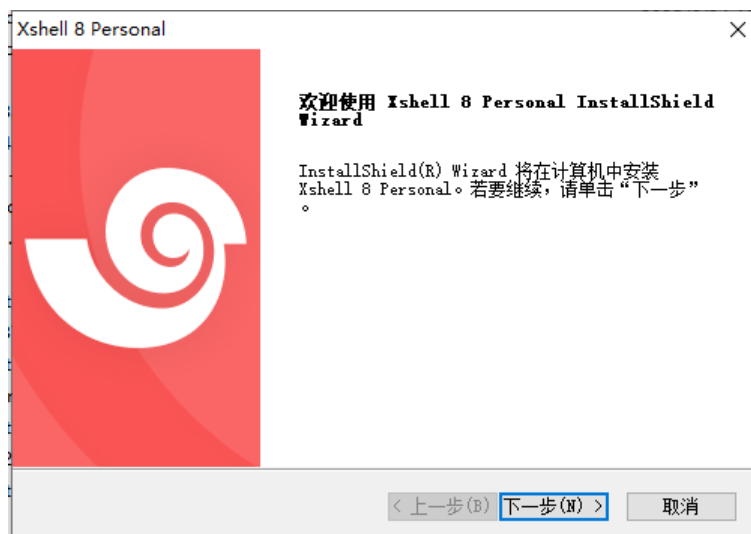 Xshell 8 Personal
欢迎使用 Xshell 8 Personal InstallShield
Wizard
InstallShield(R) Wizard 将在计算机中安装
Xshell 8 Personal。若要继续，请单击“下一步”
。
< 上一步(B)
下一步(N) >
取消